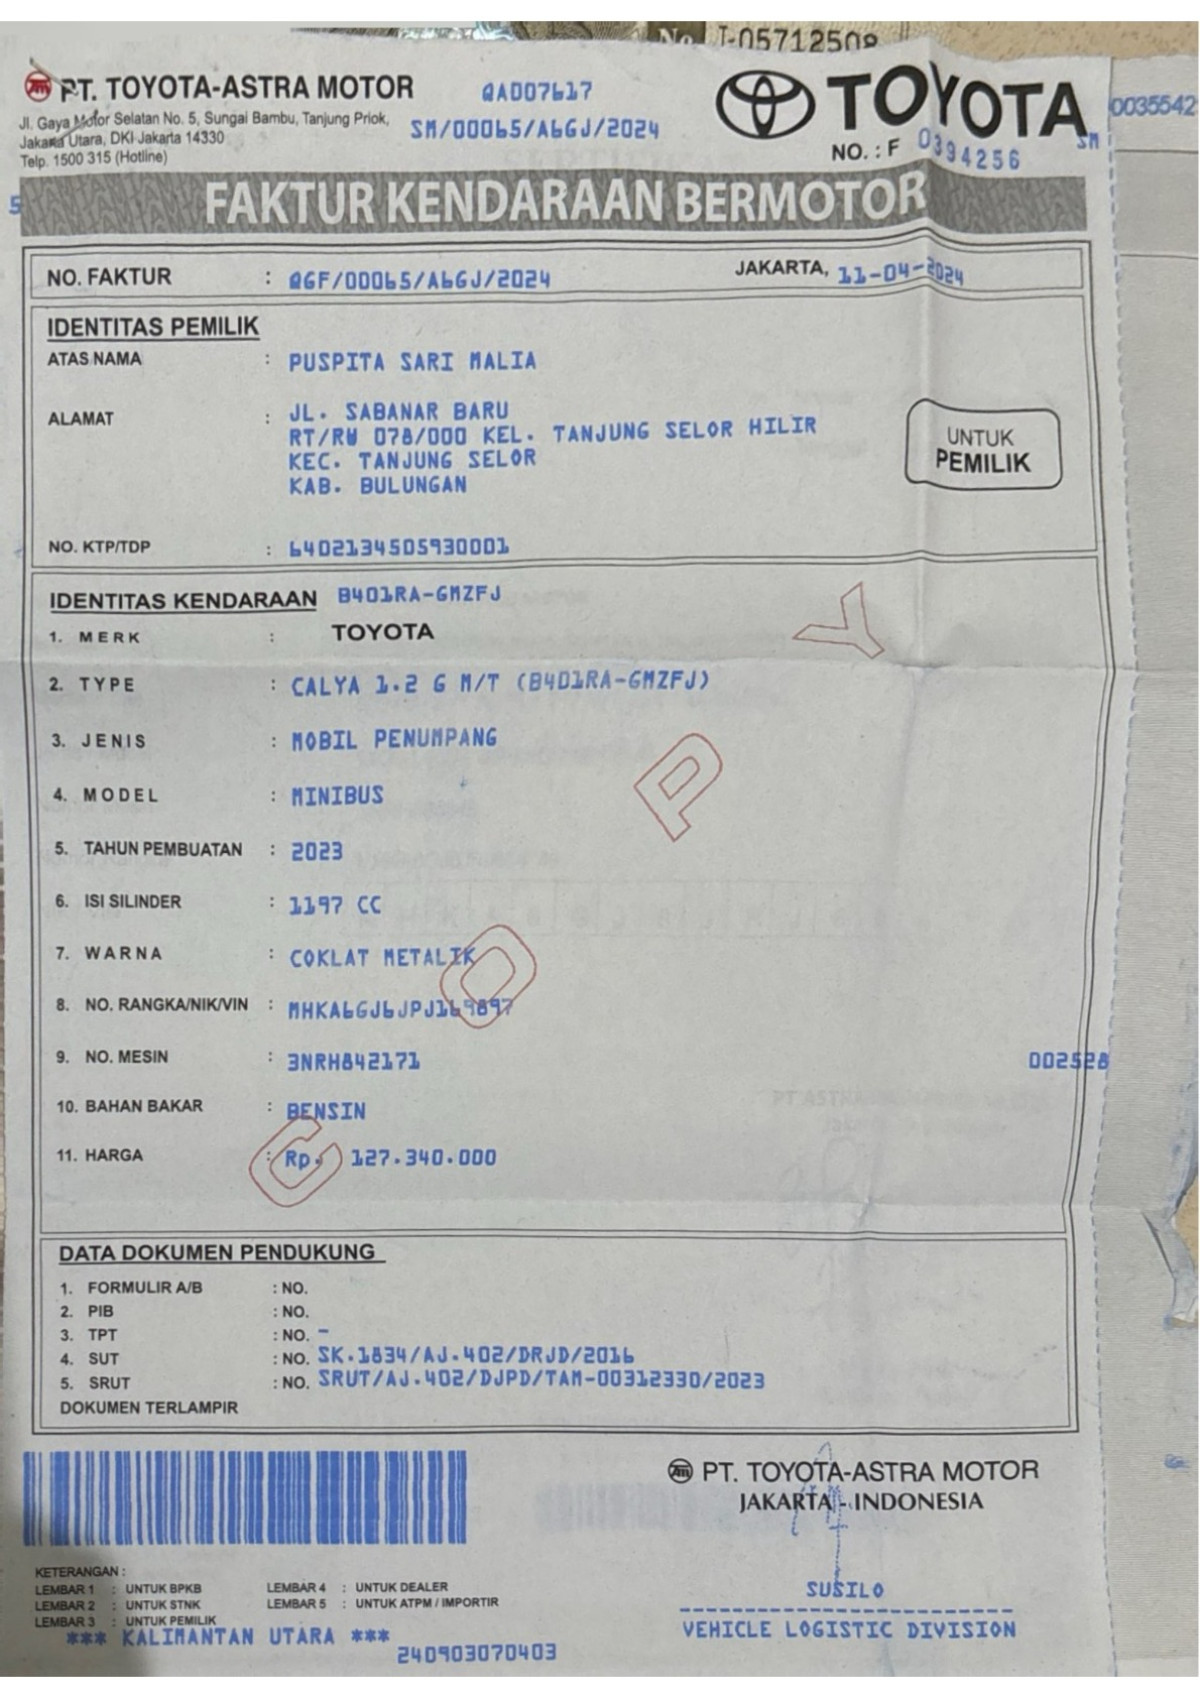 No. I-05712508
PT. TOYOTA-ASTRA MOTOR
Jl. Gaya Motor Selatan No. 5, Sungai Bambu, Tanjung Priok,
Jakarta Utara, DKI Jakarta 14330
Telp. 1500 315 (Hotline)
QAD07617
SM/00065/A6GJ/2024
TOYOTA
NO. : F 0394256
SM
0035542
FAKTUR KENDARAAN BERMOTOR
NO. FAKTUR : QGF/00065/A6GJ/2024 JAKARTA, 11-04-2024
IDENTITAS PEMILIK
ATAS NAMA : PUSPITA SARI MALIA
ALAMAT : JL. SABANAR BARU
RT/RW 078/000 KEL. TANJUNG SELOR HILIR
KEC. TANJUNG SELOR
KAB. BULUNGAN
UNTUK
PEMILIK
NO. KTP/TDP : 6402134505930001
IDENTITAS KENDARAAN B401RA-GMZFJ
1. MERK : TOYOTA
2. TYPE : CALYA 1.2 G M/T (B401RA-GMZFJ)
3. JENIS : MOBIL PENUMPANG
4. MODEL : MINIBUS
5. TAHUN PEMBUATAN : 2023
6. ISI SILINDER : 1197 CC
7. WARNA : COKLAT METALIK
8. NO. RANGKA/NIK/VIN : MHKA6GJ6JPJ169897
9. NO. MESIN : 3NRH842171
002528
10. BAHAN BAKAR : BENSIN
11. HARGA : Rp. 127.340.000
COPY
DATA DOKUMEN PENDUKUNG
1. FORMULIR A/B : NO.
2. PIB : NO.
3. TPT : NO. -
4. SUT : NO. SK.1834/AJ.402/DRJD/2016
5. SRUT : NO. SRUT/AJ.402/DJPD/TAM-00312330/2023
DOKUMEN TERLAMPIR
PT. TOYOTA-ASTRA MOTOR
JAKARTA - INDONESIA
KETERANGAN :
LEMBAR 1 : UNTUK BPKB LEMBAR 4 : UNTUK DEALER
LEMBAR 2 : UNTUK STNK LEMBAR 5 : UNTUK ATPM / IMPORTIR
LEMBAR 3 : UNTUK PEMILIK
*** KALIMANTAN UTARA ***
240903070403
SUSILO
VEHICLE LOGISTIC DIVISION